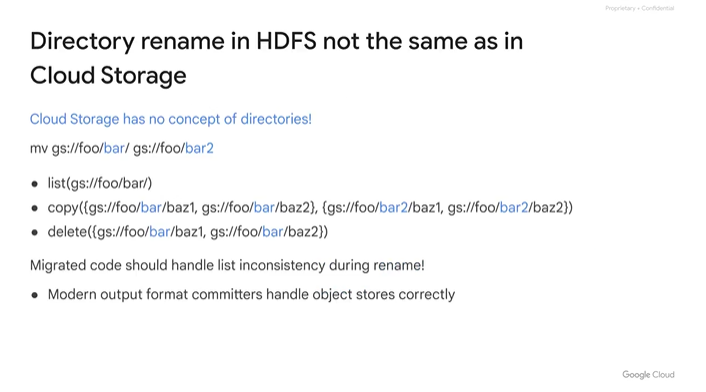 Proprietary + Confidential
Directory rename in HDFS not the same as in
Cloud Storage
Cloud Storage has no concept of directories!
mv gs://foo/bar/ gs://foo/bar2
• list(gs://foo/bar/)
• copy({gs://foo/bar/baz1, gs://foo/bar/baz2}, {gs://foo/bar2/baz1, gs://foo/bar2/baz2})
• delete({gs://foo/bar/baz1, gs://foo/bar/baz2})
Migrated code should handle list inconsistency during rename!
• Modern output format committers handle object stores correctly
Google Cloud